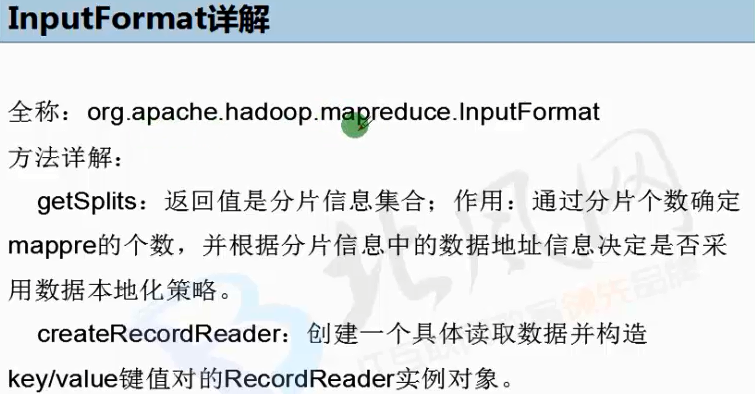 InputFormat详解
全称：org.apache.hadoop.mapreduce.InputFormat
方法详解：
getSplits：返回值是分片信息集合；作用：通过分片个数确定
mappre的个数，并根据分片信息中的数据地址信息决定是否采
用数据本地化策略。
createRecordReader：创建一个具体读取数据并构造
key/value键值对的RecordReader实例对象。
北风网